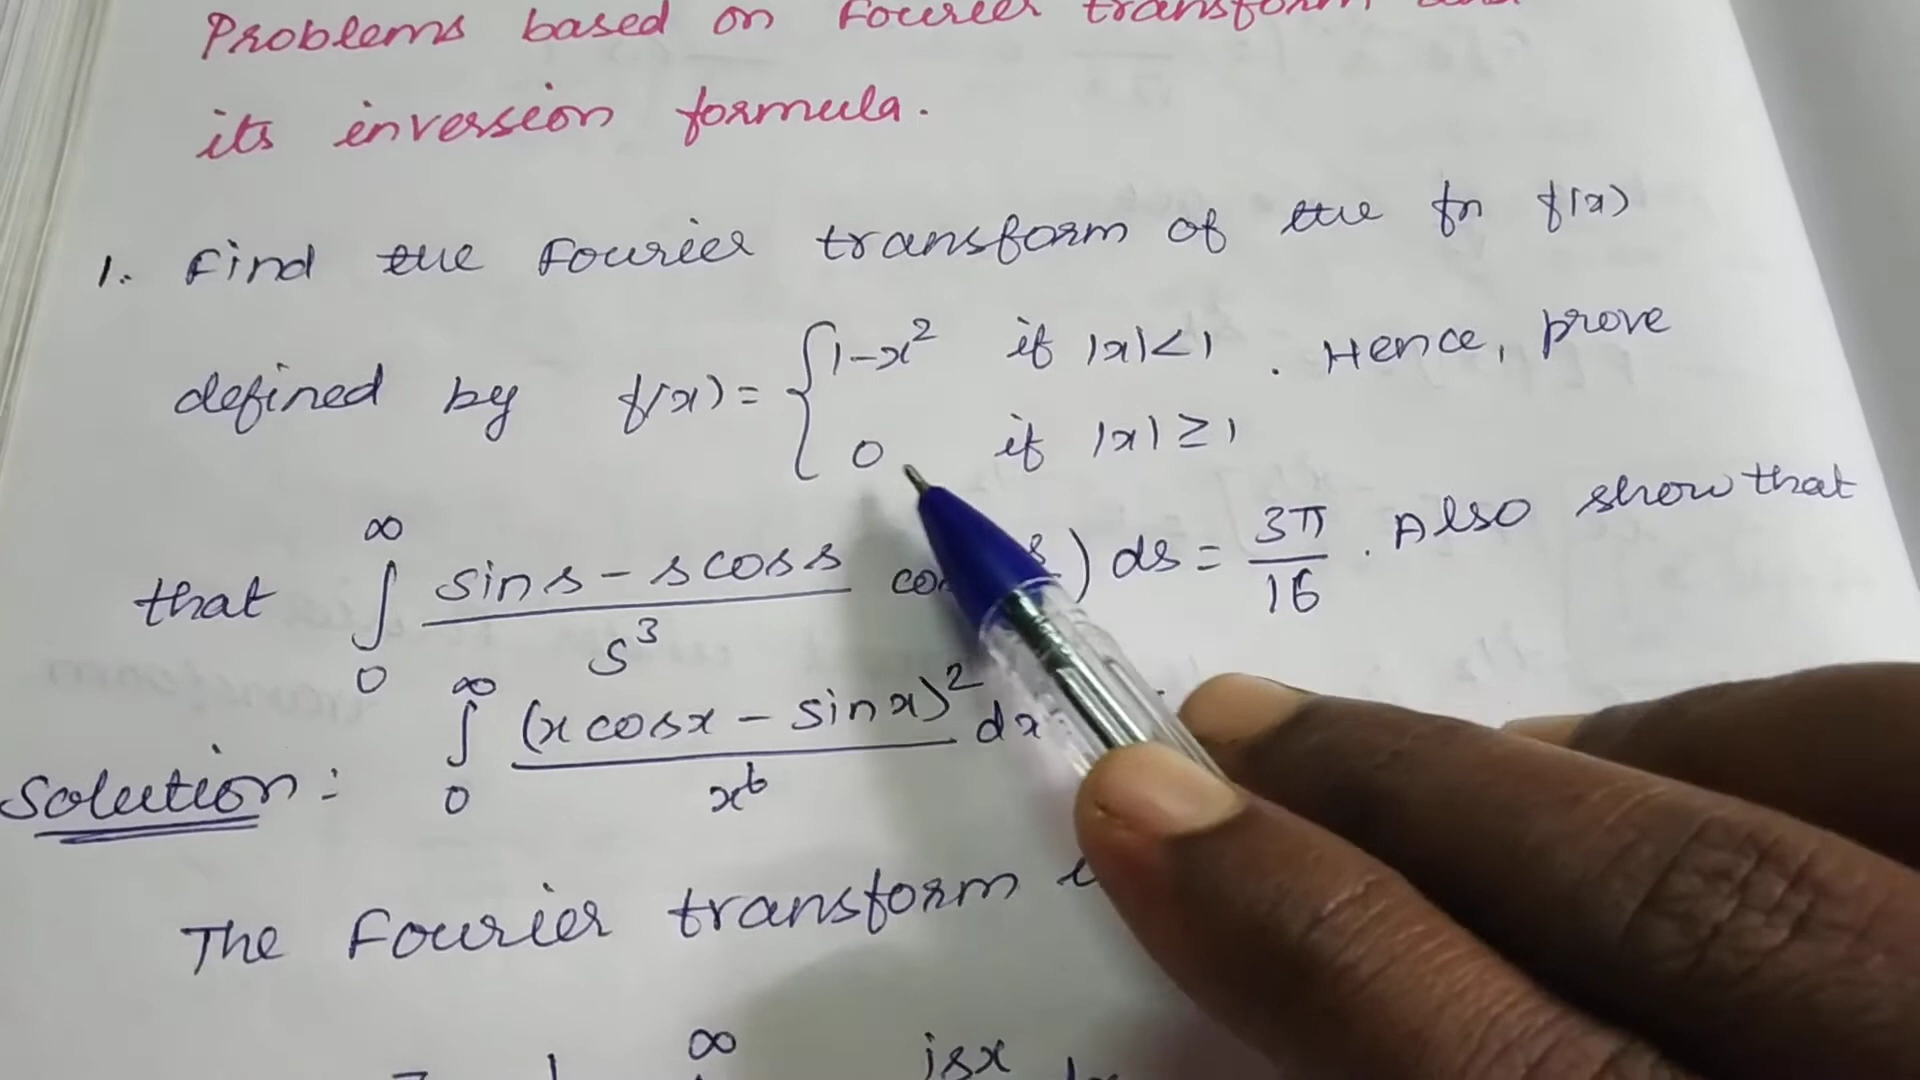 Problems based on Fourier transform and
its inversion formula.
1. Find the Fourier transform of the fn f(x)
defined by f(x) = { 1-x² if |x|<1 . Hence, prove
0 if |x| ≥ 1
that ∫₀^∞ (sin s - s cos s)/s³ ) ds = 3π/16 . Also show that
∫₀^∞ (x cos x - sin x)²/x⁶ dx
Solution:
The Fourier transform
∞ isx